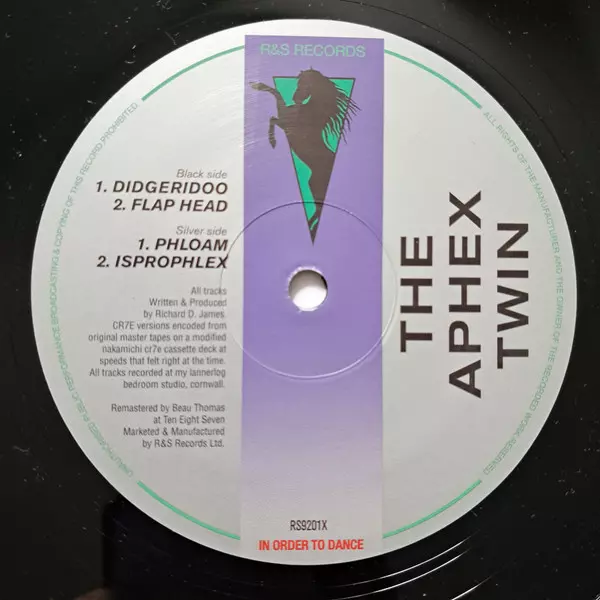 R&S RECORDS
Black side
1. DIDGERIDOO
2. FLAP HEAD
Silver side
1. PHLOAM
2. ISPROPHLEX
All tracks
Written & Produced
by Richard D. James.
CR7E versions encoded from
original master tapes on a modified
nakamichi cr7e cassette deck at
speeds that felt right at the time.
All tracks recorded at my lannerlog
bedroom studio, cornwall.
Remastered by Beau Thomas
at Ten Eight Seven
Marketed & Manufactured
by R&S Records Ltd.
THE
APHEX
TWIN
RS9201X
IN ORDER TO DANCE
UNAUTHORISED PUBLIC PERFORMANCE BROADCASTING & COPYING OF THIS RECORD PROHIBITED
ALL RIGHTS OF THE MANUFACTURER AND THE OWNER OF THE RECORDED WORK RESERVED